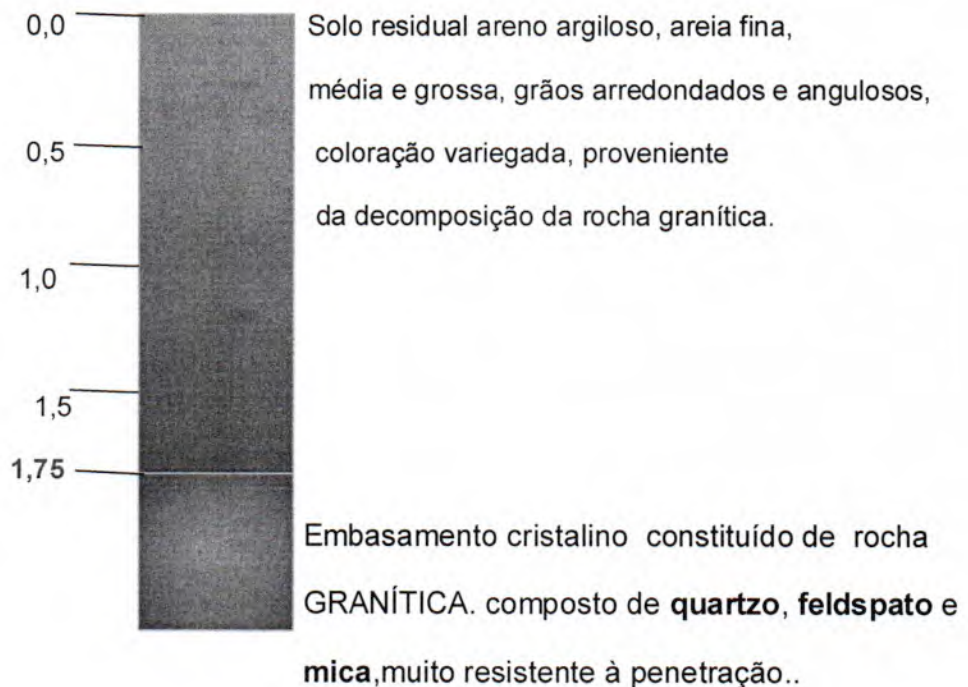 0,0
Solo residual areno argiloso, areia fina,
média e grossa, grãos arredondados e angulosos,
0,5
coloração variegada, proveniente
da decomposição da rocha granítica.
1,0
1,5
1,75
Embasamento cristalino constituído de rocha
GRANÍTICA. composto de quartzo, feldspato e
mica,muito resistente à penetração..